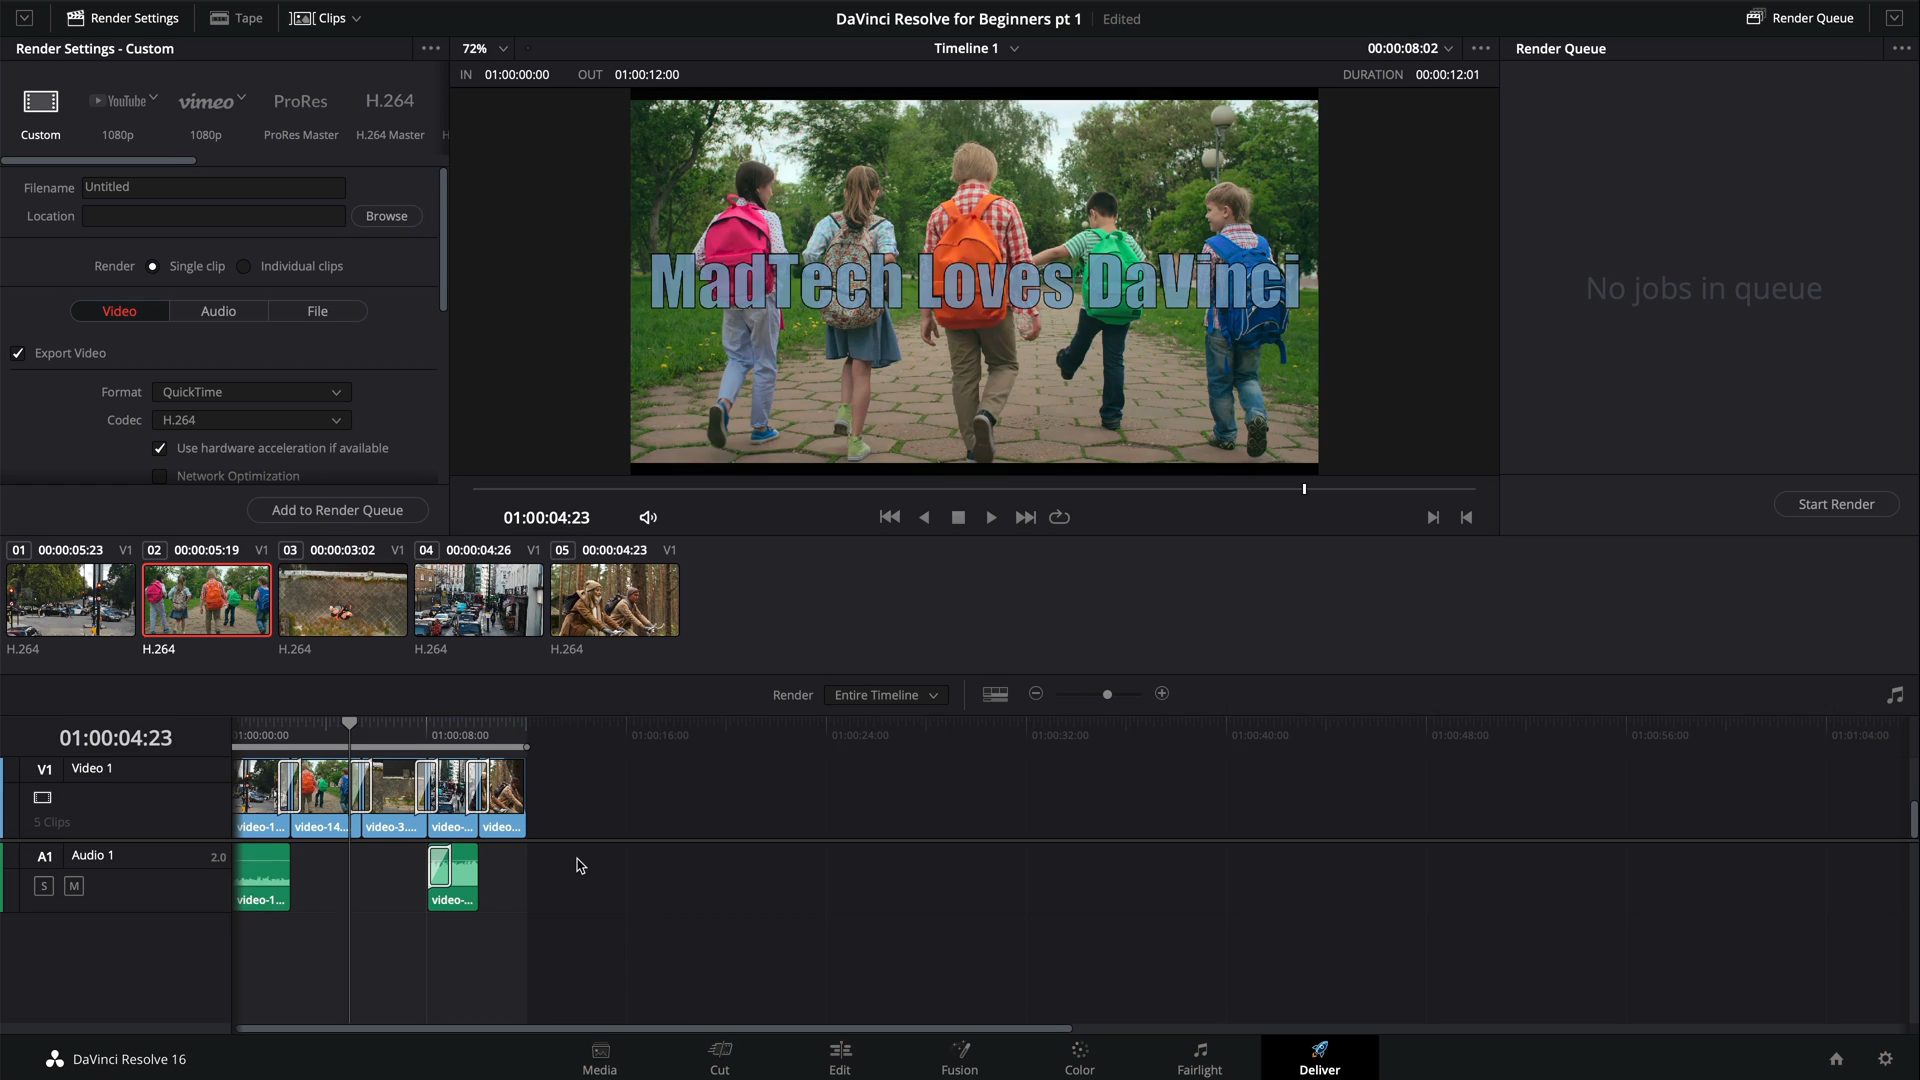 Render Settings
Tape
Clips
DaVinci Resolve for Beginners pt 1
Edited
Render Queue
Render Settings - Custom
72%
Timeline 1
00:00:08:02
Render Queue
IN 01:00:00:00 OUT 01:00:12:00
DURATION 00:00:12:01
YouTube
vimeo
ProRes
H.264
Custom
1080p
1080p
ProRes Master
H.264 Master
H
Filename Untitled
Location
Browse
Render Single clip Individual clips
Video Audio File
Export Video
Format QuickTime
Codec H.264
Use hardware acceleration if available
Network Optimization
Add to Render Queue
MadTech Loves DaVinci
No jobs in queue
Start Render
01:00:04:23
01 00:00:05:23 V1
02 00:00:05:19 V1
03 00:00:03:02 V1
04 00:00:04:26 V1
05 00:00:04:23 V1
H.264
H.264
H.264
H.264
H.264
Render Entire Timeline
01:00:04:23
01:00:00:00
01:00:08:00
01:00:16:00
01:00:24:00
01:00:32:00
01:00:40:00
01:00:48:00
01:00:56:00
01:01:04:00
V1 Video 1
5 Clips
video-1...
video-14...
video-3....
video-...
video...
A1 Audio 1 2.0
S M
video-1...
video-...
DaVinci Resolve 16
Media
Cut
Edit
Fusion
Color
Fairlight
Deliver